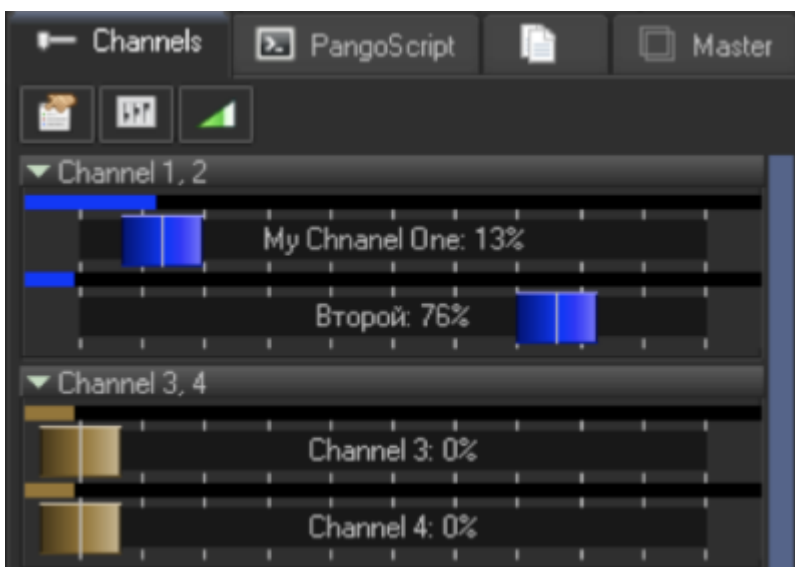 Channels PangoScript Master
Channel 1, 2
My Chnanel One: 13%
Второй: 76%
Channel 3, 4
Channel 3: 0%
Channel 4: 0%